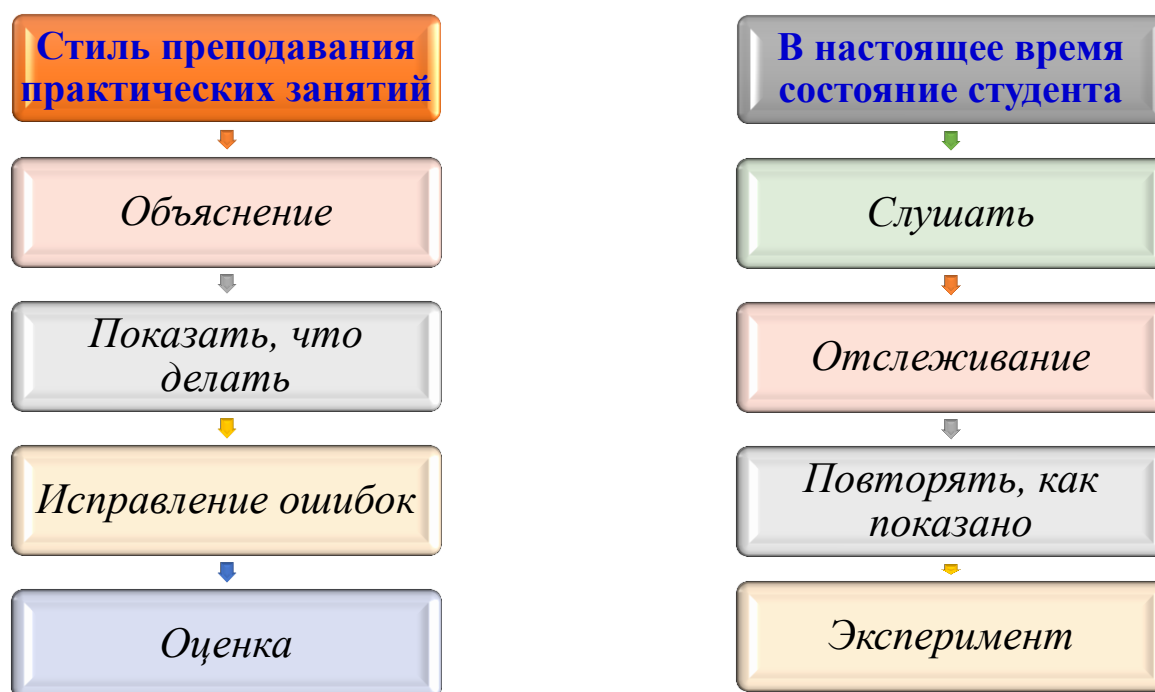 Стиль преподавания
практических занятий
Объяснение
Показать, что
делать
Исправление ошибок
Оценка
В настоящее время
состояние студента
Слушать
Отслеживание
Повторять, как
показано
Эксперимент